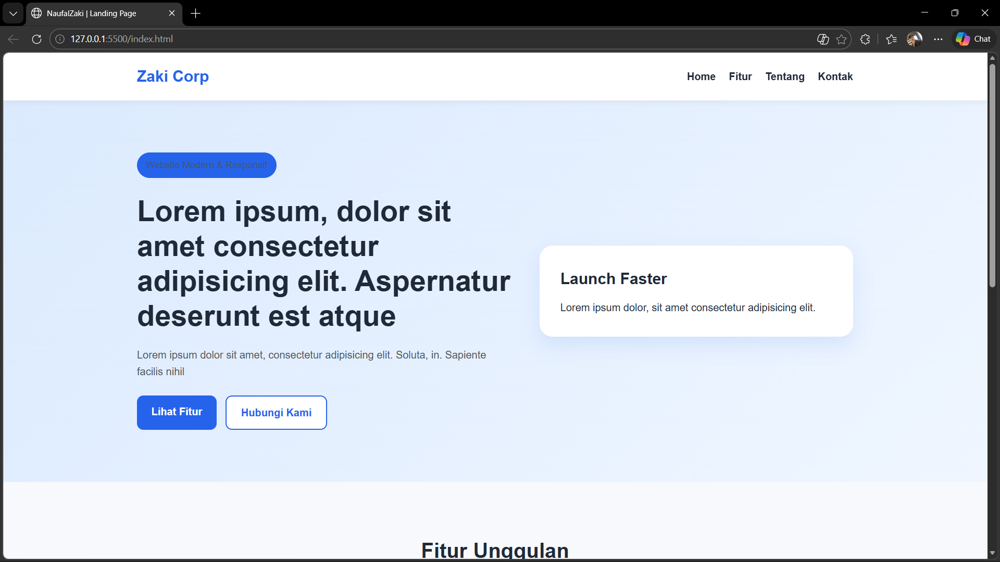 NaufalZaki | Landing Page
127.0.0.1:5500/index.html
Chat
Zaki Corp
Home Fitur Tentang Kontak
Website Modern & Responsif
Lorem ipsum, dolor sit
amet consectetur
adipisicing elit. Aspernatur
deserunt est atque
Lorem ipsum dolor sit amet, consectetur adipisicing elit. Soluta, in. Sapiente
facilis nihil
Lihat Fitur
Hubungi Kami
Launch Faster
Lorem ipsum dolor, sit amet consectetur adipisicing elit.
Fitur Unggulan